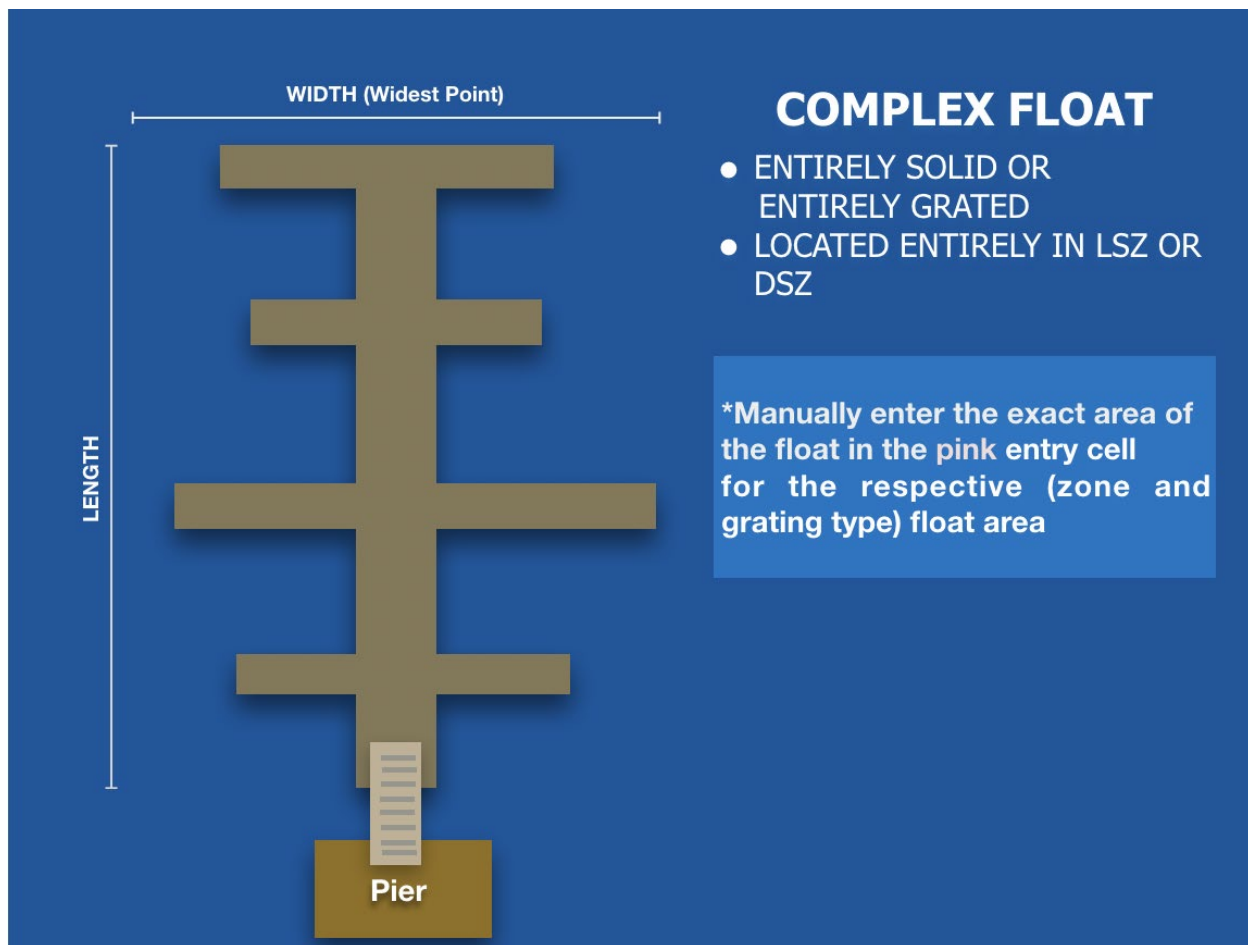 WIDTH (Widest Point)
COMPLEX FLOAT
● ENTIRELY SOLID OR
ENTIRELY GRATED
● LOCATED ENTIRELY IN LSZ OR
DSZ
*Manually enter the exact area of
the float in the pink entry cell
for the respective (zone and
grating type) float area
LENGTH
Pier